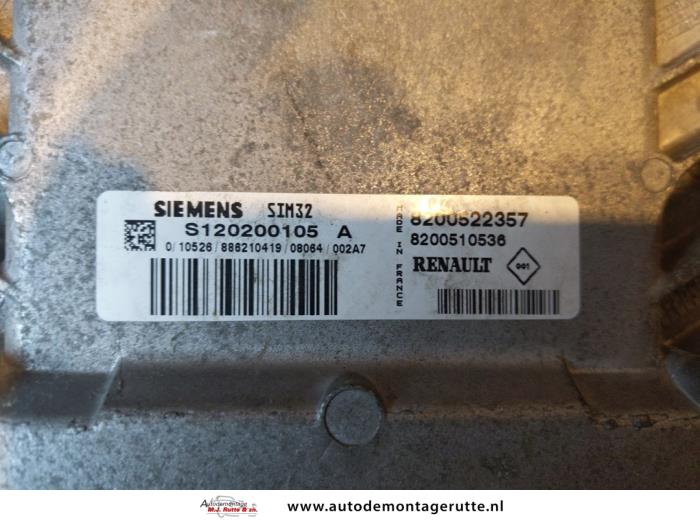 SIEMENS SIM32
S120200105 A
0/10526/886210419/08064/002A7
MADE IN FRANCE
8200522357
8200510536
RENAULT 001
Autodemontage
M.J. Rutte & zn.
www.autodemontagerutte.nl